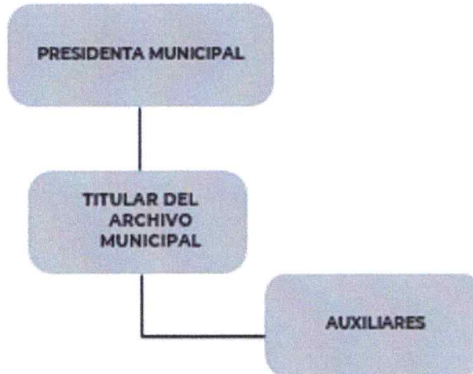 PRESIDENTA MUNICIPAL
TITULAR DEL
ARCHIVO
MUNICIPAL
AUXILIARES